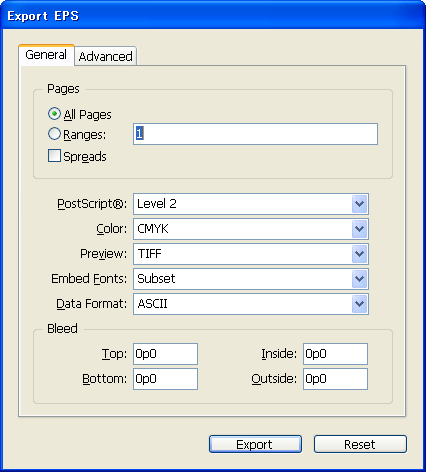 Export EPS
General Advanced
Pages
All Pages
Ranges: 1
Spreads
PostScript®: Level 2
Color: CMYK
Preview: TIFF
Embed Fonts: Subset
Data Format: ASCII
Bleed
Top: 0p0 Inside: 0p0
Bottom: 0p0 Outside: 0p0
Export Reset